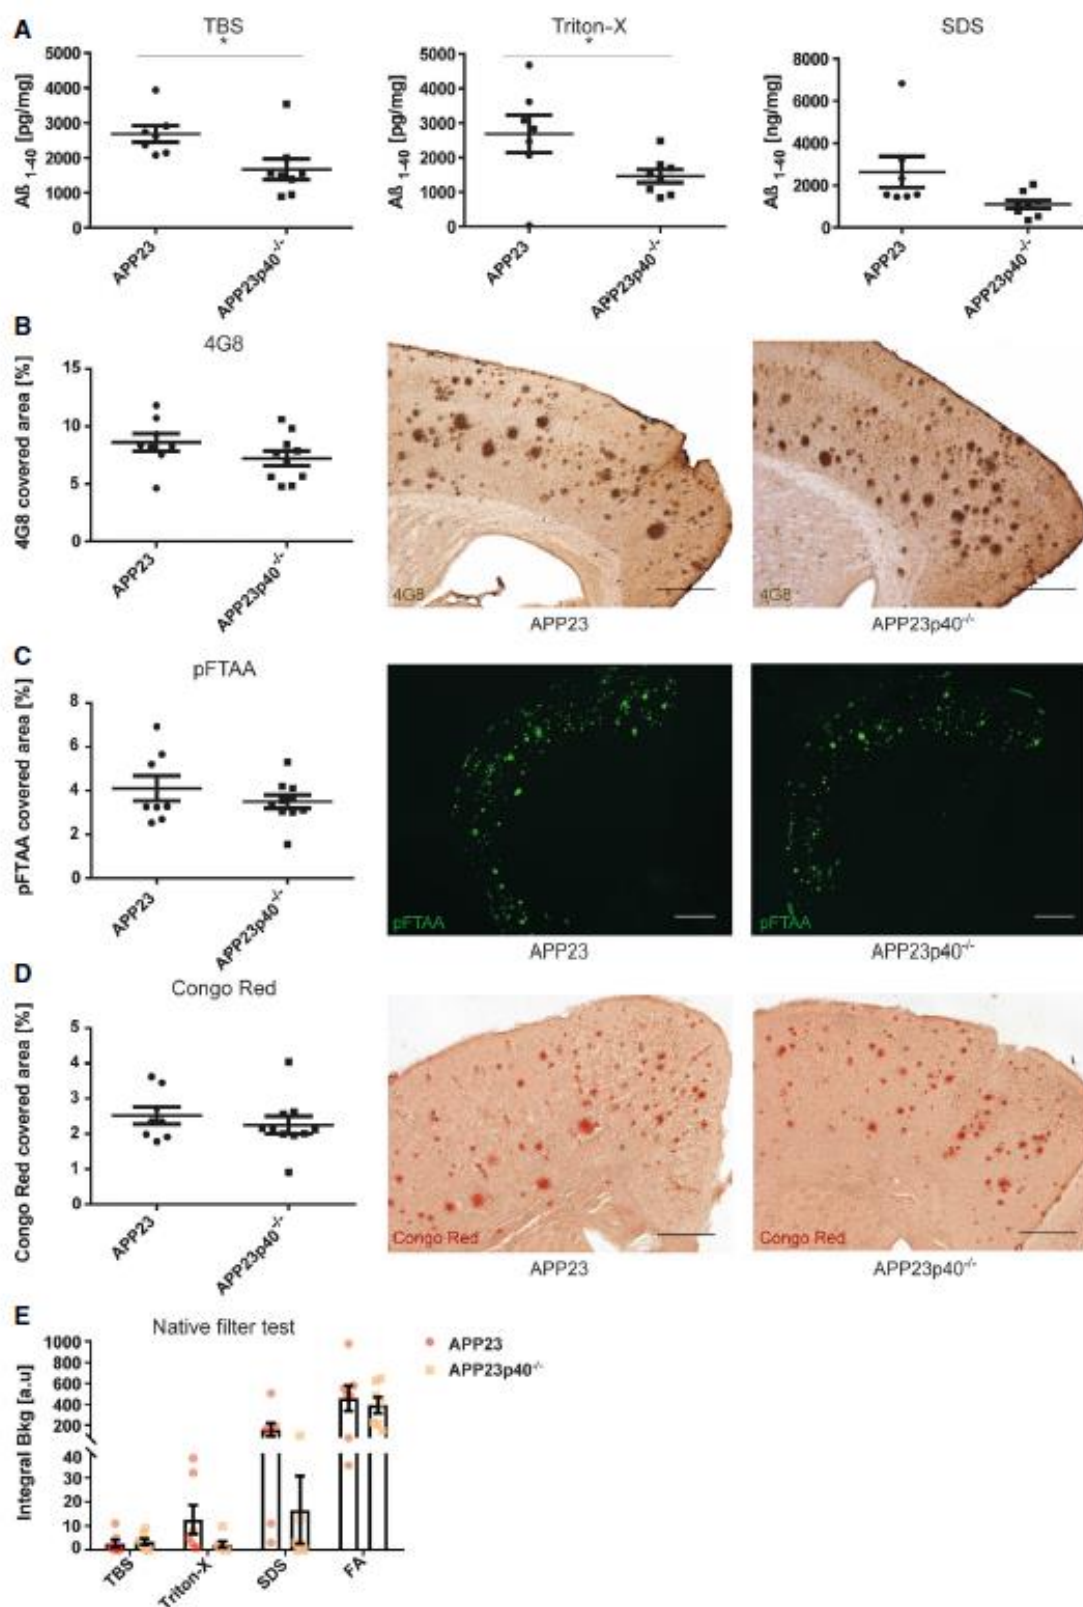 A
TBS
*
Aß 1-40 [pg/mg]
5000
4000
3000
2000
1000
0
APP23
APP23p40-/-
Triton-X
*
Aß 1-40 [pg/mg]
5000
4000
3000
2000
1000
0
APP23
APP23p40-/-
SDS
Aß 1-40 [ng/mg]
8000
6000
4000
2000
0
APP23
APP23p40-/-
B
4G8
4G8 covered area [%]
15
10
5
0
APP23
APP23p40-/-
4G8
APP23
4G8
APP23p40-/-
C
pFTAA
pFTAA covered area [%]
8
6
4
2
0
APP23
APP23p40-/-
pFTAA
APP23
pFTAA
APP23p40-/-
D
Congo Red
Congo Red covered area [%]
5
4
3
2
1
0
APP23
APP23p40-/-
Congo Red
APP23
Congo Red
APP23p40-/-
E
Native filter test
Integral Bkg [a.u]
1000
800
600
400
200
40
30
20
10
0
TBS
Triton-X
SDS
FA
APP23
APP23p40-/-